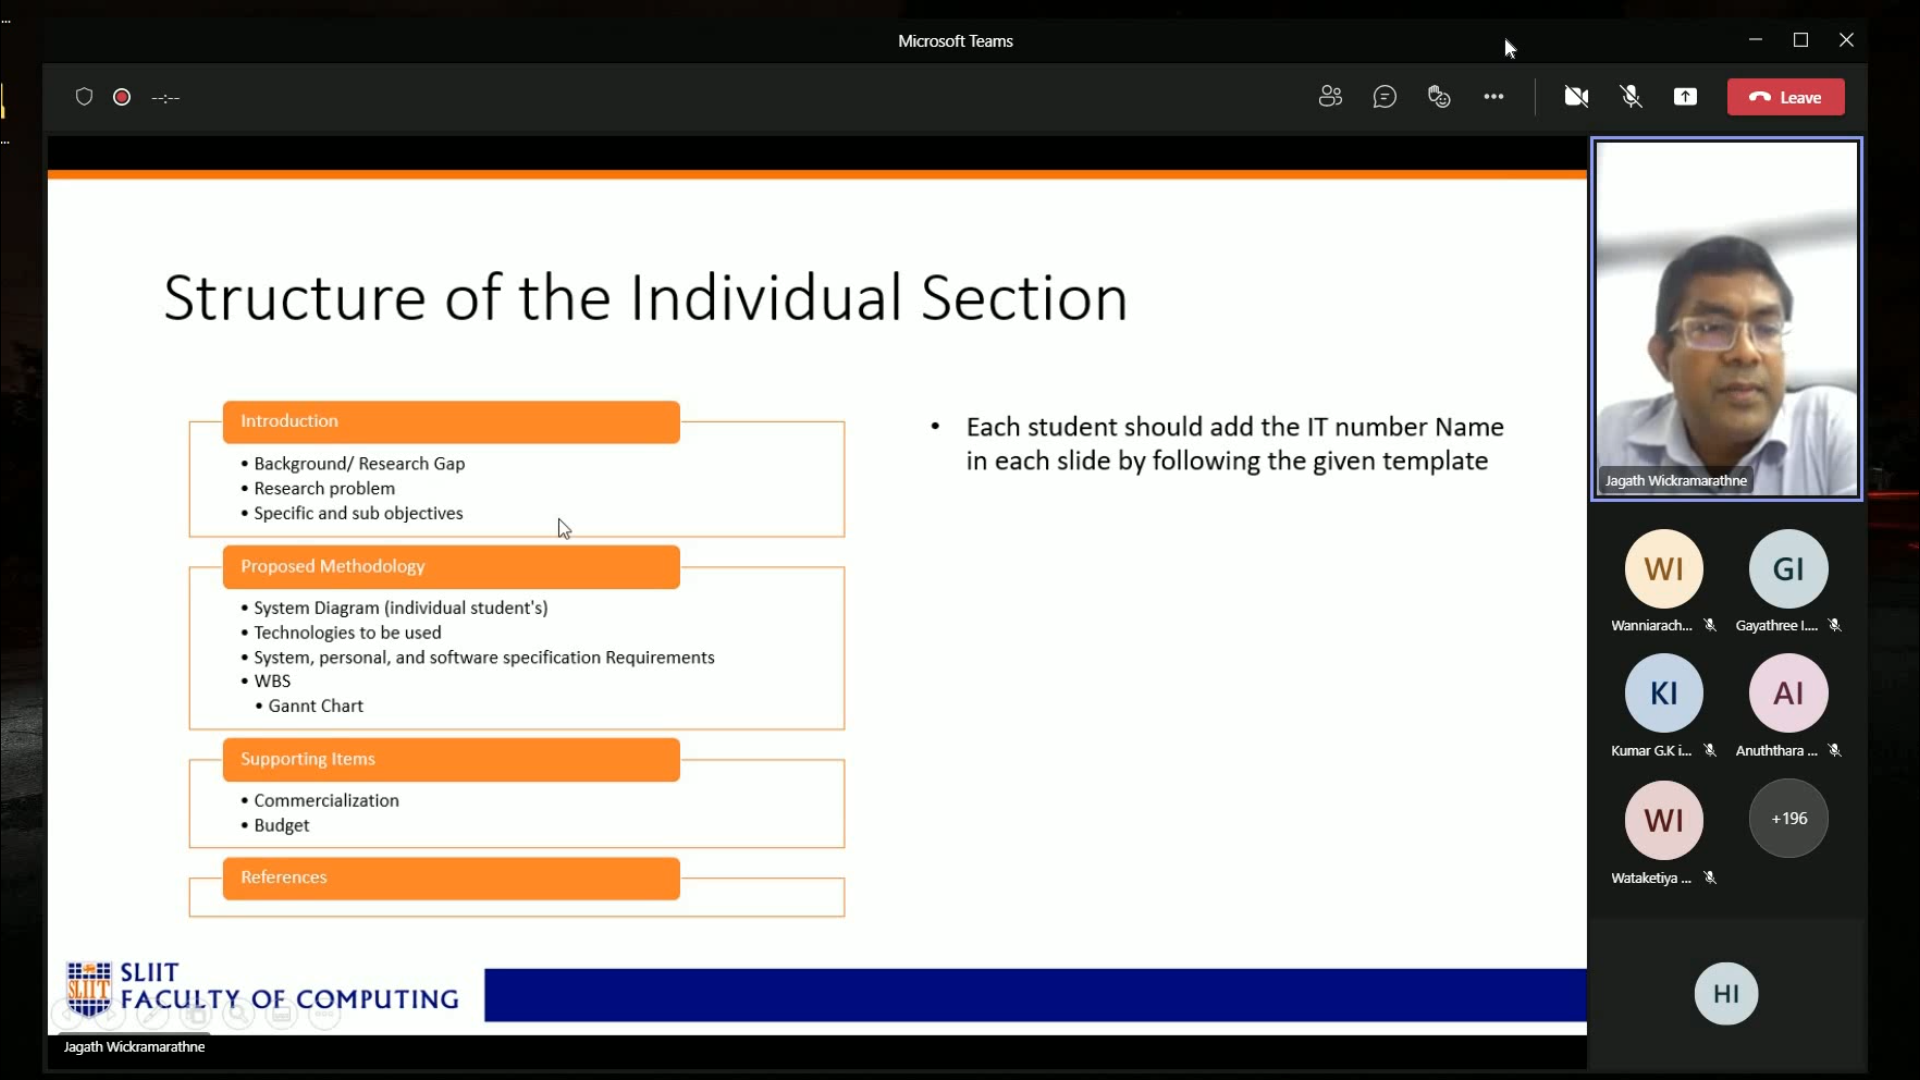 Microsoft Teams
--:--
Leave
Structure of the Individual Section
Introduction
• Background/ Research Gap
• Research problem
• Specific and sub objectives
Proposed Methodology
• System Diagram (individual student's)
• Technologies to be used
• System, personal, and software specification Requirements
• WBS
• Gannt Chart
Supporting Items
• Commercialization
• Budget
References
• Each student should add the IT number Name
in each slide by following the given template
SLIIT
SLIIT
FACULTY OF COMPUTING
Jagath Wickramarathne
Jagath Wickramarathne
WI
GI
Wanniarach...
Gayathree I....
KI
AI
Kumar G.K i...
Anuththara ...
WI
+196
Wataketiya ...
HI